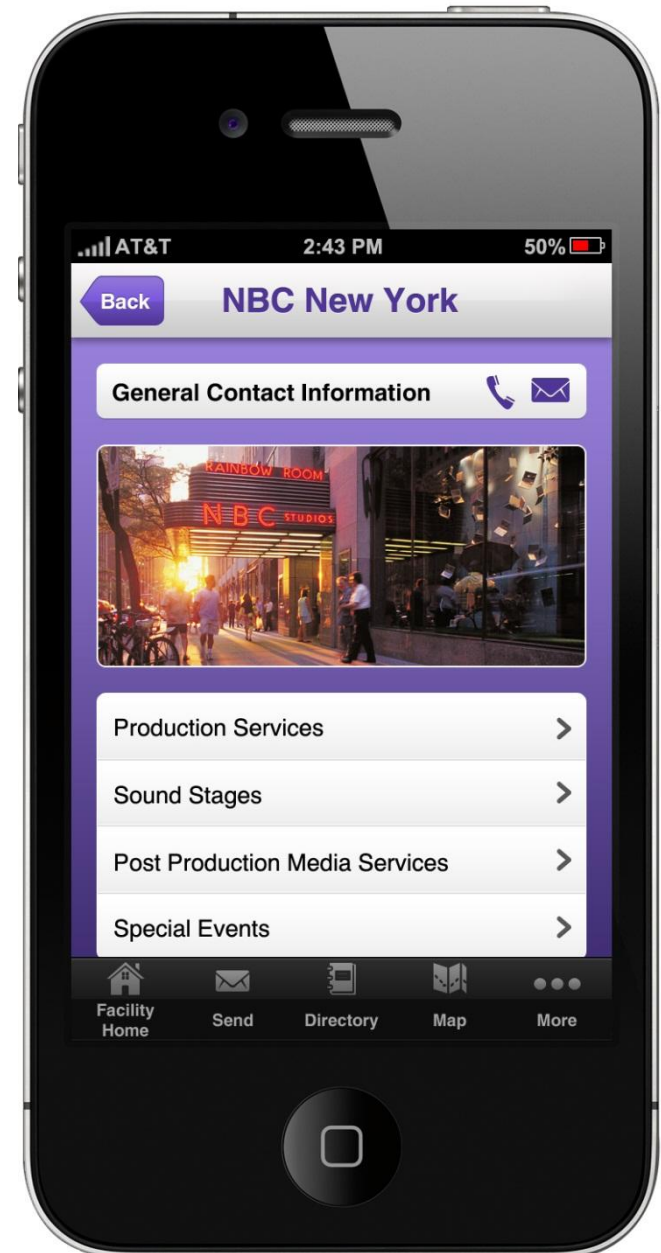 AT&T 2:43 PM 50%
Back NBC New York
General Contact Information
RAINBOW ROOM
NBC STUDIOS
Production Services
Sound Stages
Post Production Media Services
Special Events
Facility Home Send Directory Map More